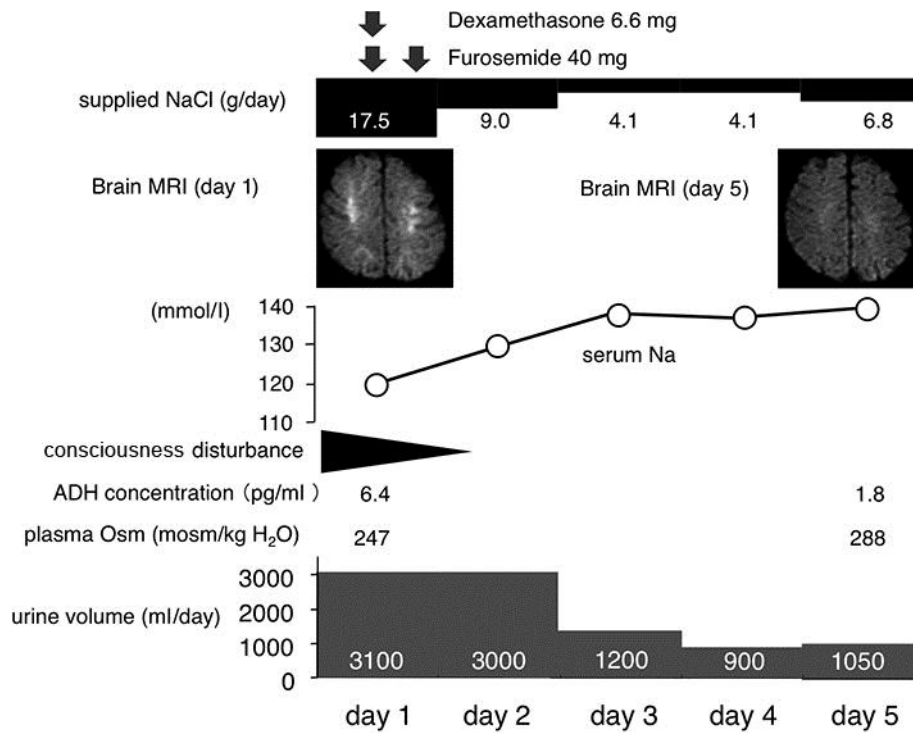 Dexamethasone 6.6 mg
Furosemide 40 mg
supplied NaCl (g/day)
17.5 9.0 4.1 4.1 6.8
Brain MRI (day 1) Brain MRI (day 5)
(mmol/l) 140
130
serum Na
120
110
consciousness disturbance
ADH concentration (pg/ml ) 6.4 1.8
plasma Osm (mosm/kg H₂O) 247 288
3000
2000
urine volume (ml/day)
1000
3100 3000 1200 900 1050
0
day 1 day 2 day 3 day 4 day 5